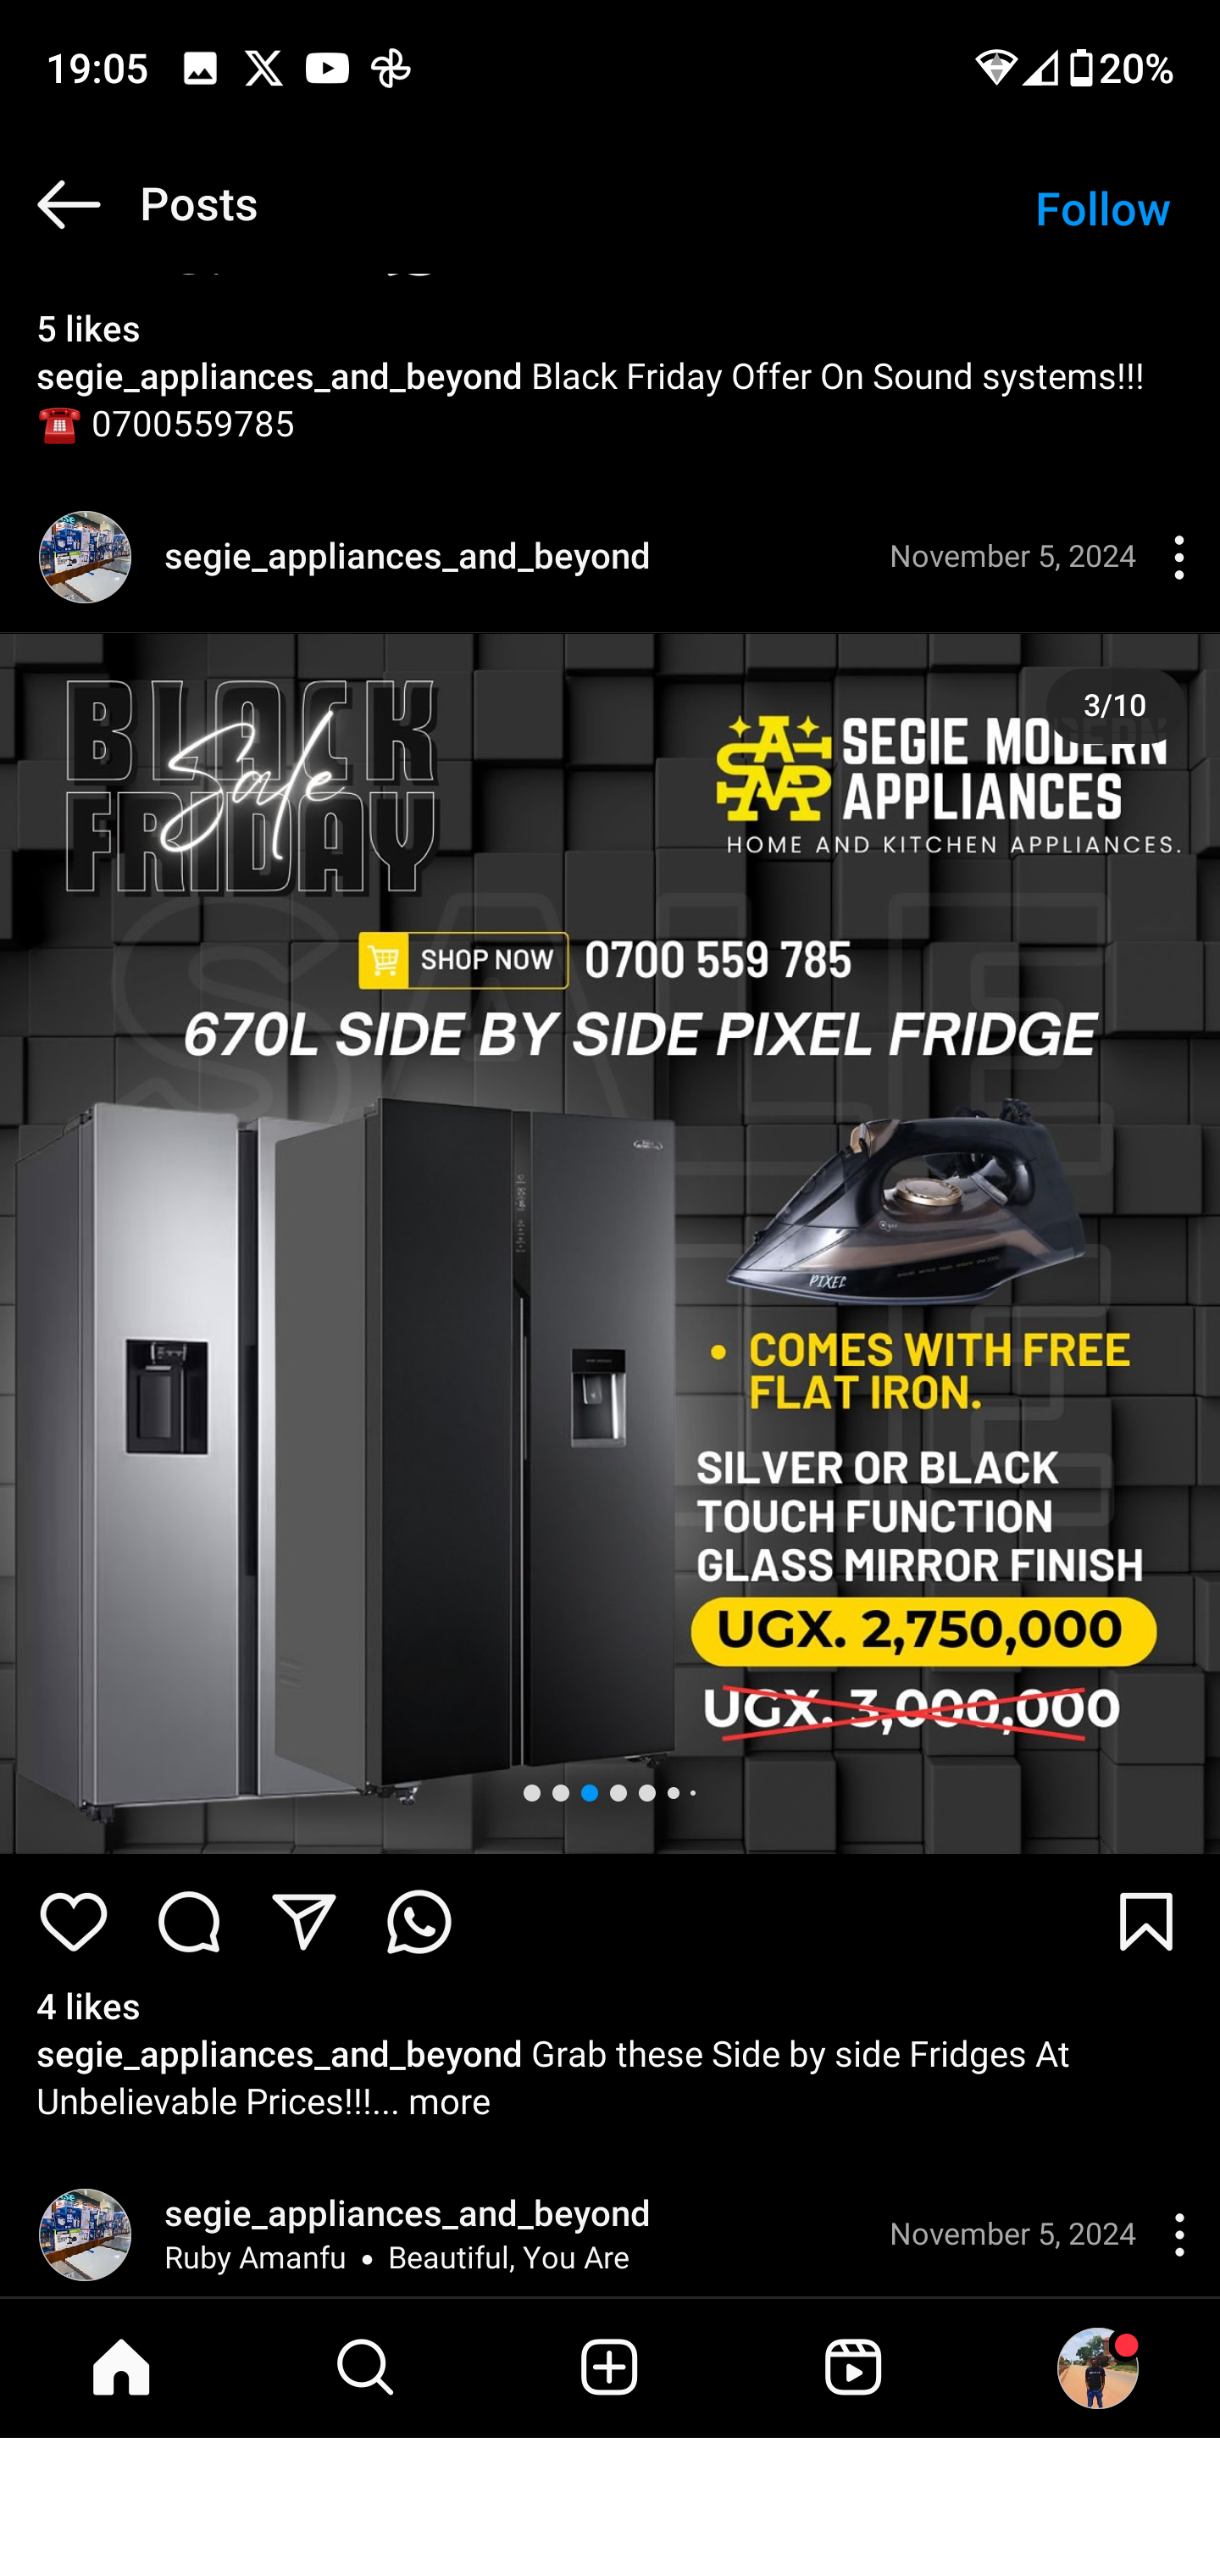 19:05
20%
Posts
Follow
5 likes
segie_appliances_and_beyond Black Friday Offer On Sound systems!!!
☎️ 0700559785
segie_appliances_and_beyond
November 5, 2024
3/10
BLACK
Sale
FRIDAY
SEGIE MODERN
APPLIANCES
HOME AND KITCHEN APPLIANCES.
SALE
SHOP NOW
0700 559 785
670L SIDE BY SIDE PIXEL FRIDGE
PIXEL
• COMES WITH FREE
FLAT IRON.
SILVER OR BLACK
TOUCH FUNCTION
GLASS MIRROR FINISH
UGX. 2,750,000
UGX. 3,000,000
4 likes
segie_appliances_and_beyond Grab these Side by side Fridges At
Unbelievable Prices!!!... more
segie_appliances_and_beyond
Ruby Amanfu • Beautiful, You Are
November 5, 2024